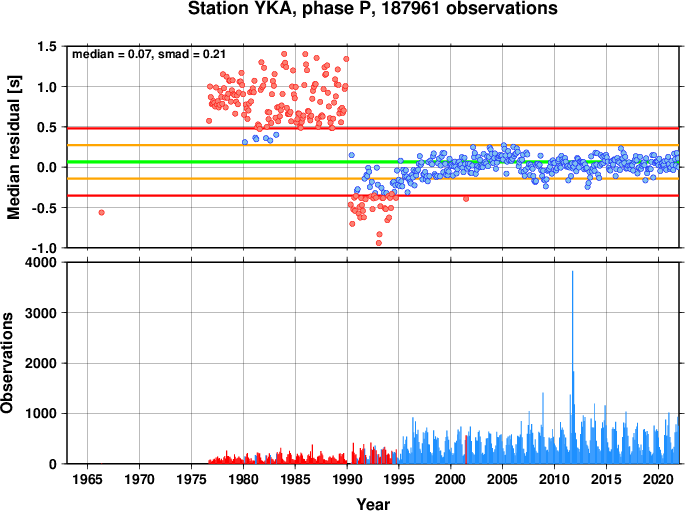 Station YKA, phase P, 187961 observations
median = 0.07, smad = 0.21
Median residual [s]
1.5
1.0
0.5
0.0
-0.5
-1.0
Observations
4000
3000
2000
1000
0
1965 1970 1975 1980 1985 1990 1995 2000 2005 2010 2015 2020
Year